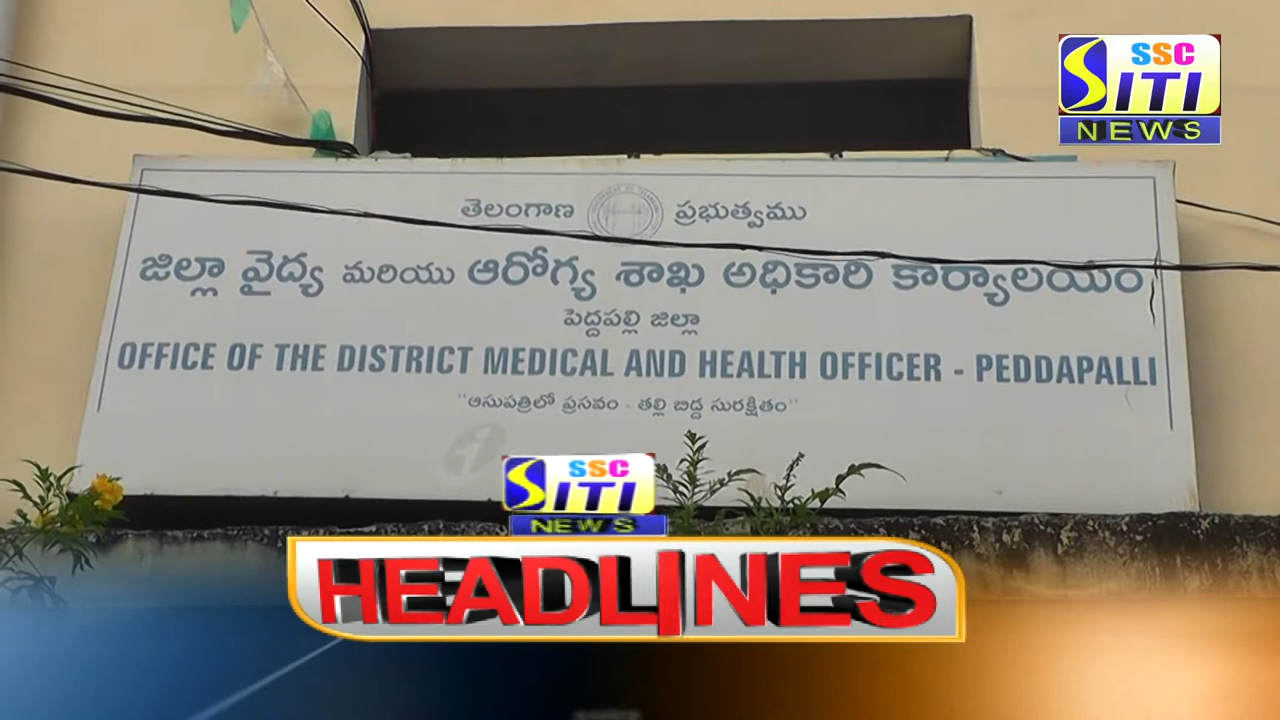 SSC
SITI
NEWS
తెలంగాణ ప్రభుత్వము
జిల్లా వైద్య మరియు ఆరోగ్య శాఖ అధికారి కార్యాలయం
పెద్దపల్లి జిల్లా
OFFICE OF THE DISTRICT MEDICAL AND HEALTH OFFICER - PEDDAPALLI
"ఆసుపత్రిలో ప్రసవం - తల్లి బిడ్డ సురక్షితం"
SSC
SITI
NEWS
HEADLINES